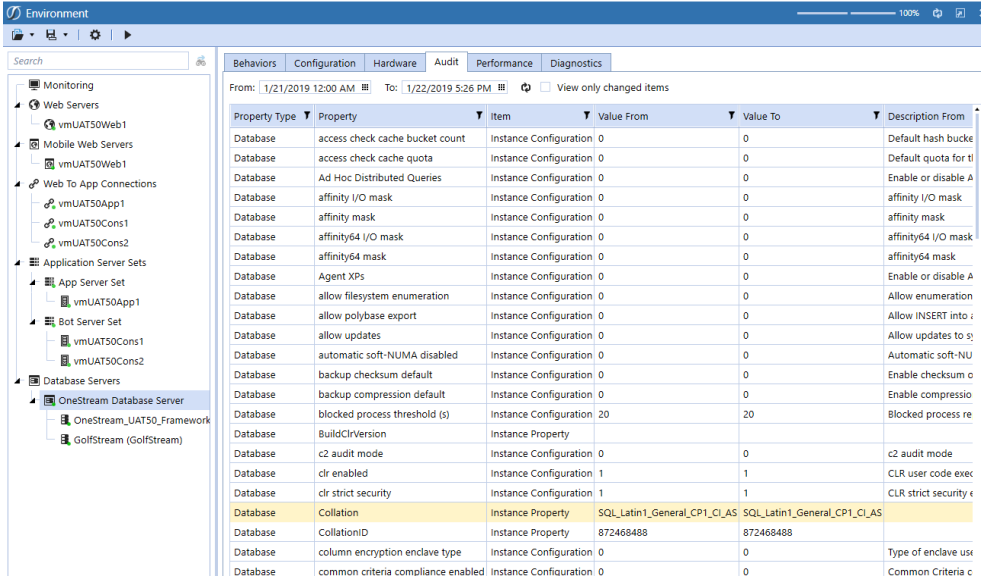 Environment
100%
Search
Monitoring
Web Servers
vmUAT50Web1
Mobile Web Servers
vmUAT50Web1
Web To App Connections
vmUAT50App1
vmUAT50Cons1
vmUAT50Cons2
Application Server Sets
App Server Set
vmUAT50App1
Bot Server Set
vmUAT50Cons1
vmUAT50Cons2
Database Servers
OneStream Database Server
OneStream_UAT50_Framework
GolfStream (GolfStream)
Behaviors Configuration Hardware Audit Performance Diagnostics
From: 1/21/2019 12:00 AM To: 1/22/2019 5:26 PM View only changed items
Property Type Property Item Value From Value To Description From
Database access check cache bucket count Instance Configuration 0 0 Default hash bucke
Database access check cache quota Instance Configuration 0 0 Default quota for tl
Database Ad Hoc Distributed Queries Instance Configuration 0 0 Enable or disable A
Database affinity I/O mask Instance Configuration 0 0 affinity I/O mask
Database affinity mask Instance Configuration 0 0 affinity mask
Database affinity64 I/O mask Instance Configuration 0 0 affinity64 I/O mask
Database affinity64 mask Instance Configuration 0 0 affinity64 mask
Database Agent XPs Instance Configuration 0 0 Enable or disable A
Database allow filesystem enumeration Instance Configuration 0 0 Allow enumeration
Database allow polybase export Instance Configuration 0 0 Allow INSERT into a
Database allow updates Instance Configuration 0 0 Allow updates to sy
Database automatic soft-NUMA disabled Instance Configuration 0 0 Automatic soft-NU
Database backup checksum default Instance Configuration 0 0 Enable checksum o
Database backup compression default Instance Configuration 0 0 Enable compressio
Database blocked process threshold (s) Instance Configuration 20 20 Blocked process re
Database BuildClrVersion Instance Property
Database c2 audit mode Instance Configuration 0 0 c2 audit mode
Database clr enabled Instance Configuration 1 1 CLR user code exec
Database clr strict security Instance Configuration 1 1 CLR strict security e
Database Collation Instance Property SQL_Latin1_General_CP1_CI_AS SQL_Latin1_General_CP1_CI_AS
Database CollationID Instance Property 872468488 872468488
Database column encryption enclave type Instance Configuration 0 0 Type of enclave use
Database common criteria compliance enabled Instance Configuration 0 0 Common Criteria c